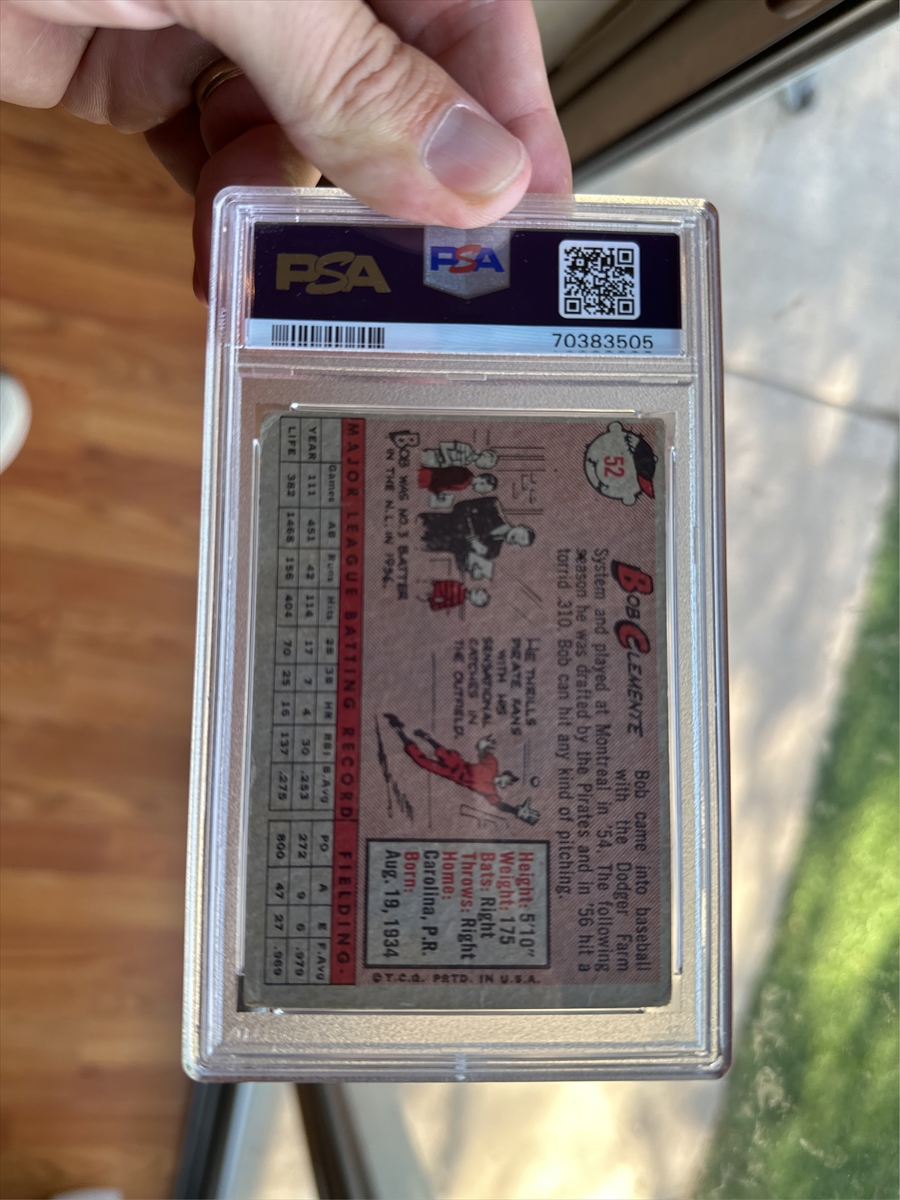 PSA
PSA
70383505
52
BOB CLEMENTE
Bob came into baseball
with the Dodger Farm
System and played at Montreal in '54. The following
season he was drafted by the Pirates and in '56 hit a
torrid .310. Bob can hit any kind of pitching.
BOB WAS NO. 3 BATTER
IN THE N.L. IN 1956.
HE THRILLS
PIRATE FANS
WITH HIS
SENSATIONAL
CATCHES IN
THE OUTFIELD.
Height: 5'10"
Weight: 175
Bats: Right
Throws: Right
Home:
Carolina, P.R.
Born:
Aug. 19, 1934
©T.C.G. PRTD. IN U.S.A.
MAJOR LEAGUE BATTING RECORD FIELDING
Games AB Runs Hits 2B 3B HR RBI B.Avg PO A E F.Avg
YEAR 111 451 42 114 17 7 4 30 .253 272 9 6 .979
LIFE 382 1468 156 404 70 25 16 137 .275 800 47 27 .969